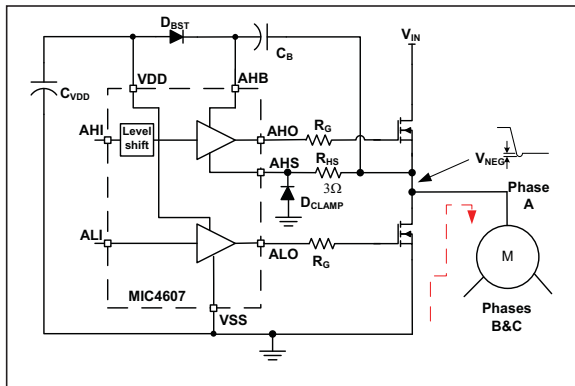 DBST
VIN
CB
CVDD
VDD
AHB
AHI
Level
shift
AHO
RG
AHS
RHS
3Ω
VNEG
DCLAMP
Phase
A
ALI
ALO
RG
M
MIC4607
VSS
Phases
B&C